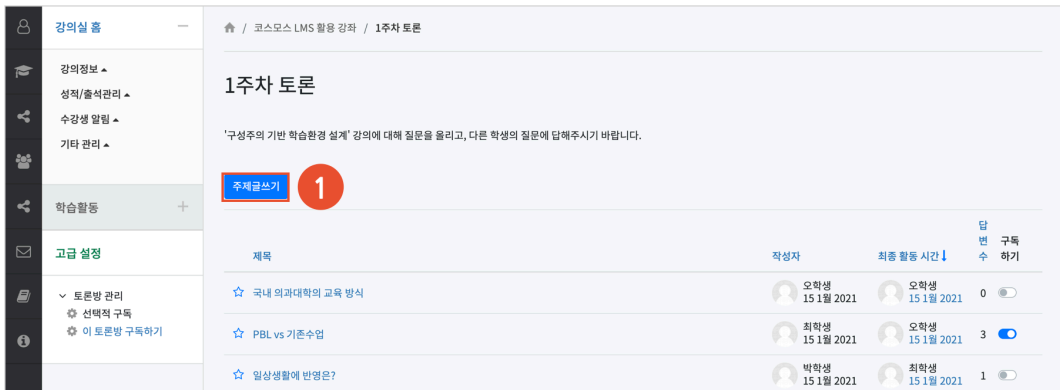 강의실 홈
/ 코스모스 LMS 활용 강좌 / 1주차 토론
강의정보
성적/출석관리
수강생 알림
기타 관리
학습활동
고급 설정
토론방 관리
선택적 구독
이 토론방 구독하기
1주차 토론
'구성주의 기반 학습환경 설계' 강의에 대해 질문을 올리고, 다른 학생의 질문에 답해주시기 바랍니다.
주제글쓰기 1
제목 작성자 최종 활동 시간 답변수 구독하기
국내 의과대학의 교육 방식 오학생 15 1월 2021 오학생 15 1월 2021 0
PBL vs 기존수업 최학생 15 1월 2021 오학생 15 1월 2021 3
일상생활에 반영은? 박학생 15 1월 2021 최학생 15 1월 2021 1